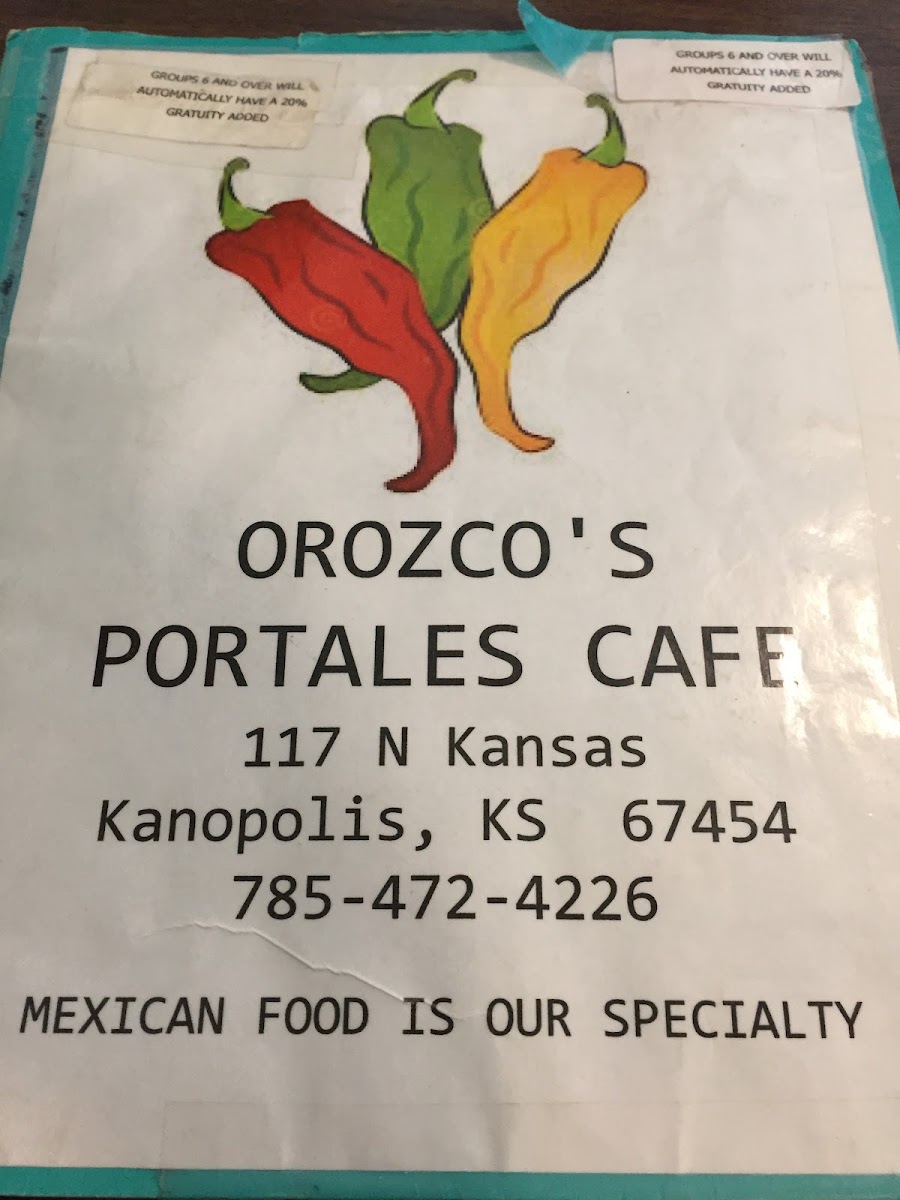 GROUPS 6 AND OVER WILL
AUTOMATICALLY HAVE A 20%
GRATUITY ADDED
GROUPS 6 AND OVER WILL
AUTOMATICALLY HAVE A 20%
GRATUITY ADDED
OROZCO'S
PORTALES CAFE
117 N Kansas
Kanopolis, KS 67454
785-472-4226
MEXICAN FOOD IS OUR SPECIALTY